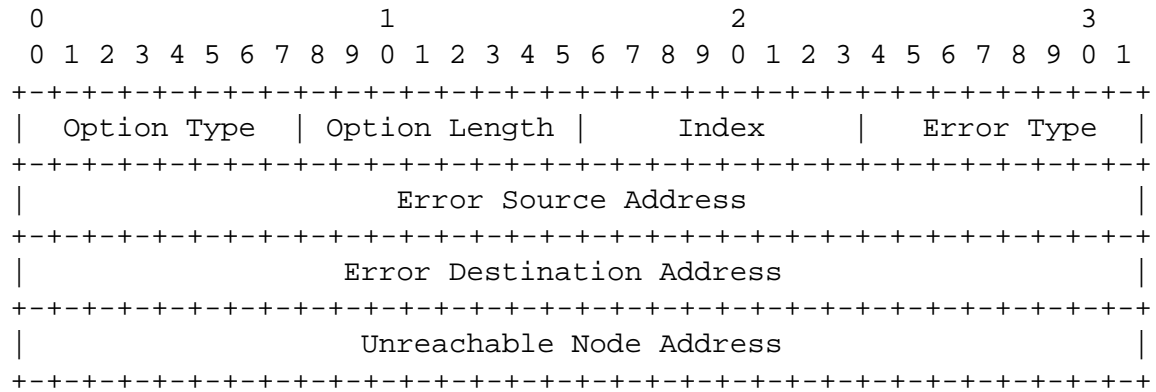 0                   1                   2                   3
 0 1 2 3 4 5 6 7 8 9 0 1 2 3 4 5 6 7 8 9 0 1 2 3 4 5 6 7 8 9 0 1
+-+-+-+-+-+-+-+-+-+-+-+-+-+-+-+-+-+-+-+-+-+-+-+-+-+-+-+-+-+-+-+-+
|  Option Type  | Option Length |     Index     |   Error Type  |
+-+-+-+-+-+-+-+-+-+-+-+-+-+-+-+-+-+-+-+-+-+-+-+-+-+-+-+-+-+-+-+-+
|                     Error Source Address                      |
+-+-+-+-+-+-+-+-+-+-+-+-+-+-+-+-+-+-+-+-+-+-+-+-+-+-+-+-+-+-+-+-+
|                  Error Destination Address                    |
+-+-+-+-+-+-+-+-+-+-+-+-+-+-+-+-+-+-+-+-+-+-+-+-+-+-+-+-+-+-+-+-+
|                   Unreachable Node Address                    |
+-+-+-+-+-+-+-+-+-+-+-+-+-+-+-+-+-+-+-+-+-+-+-+-+-+-+-+-+-+-+-+-+